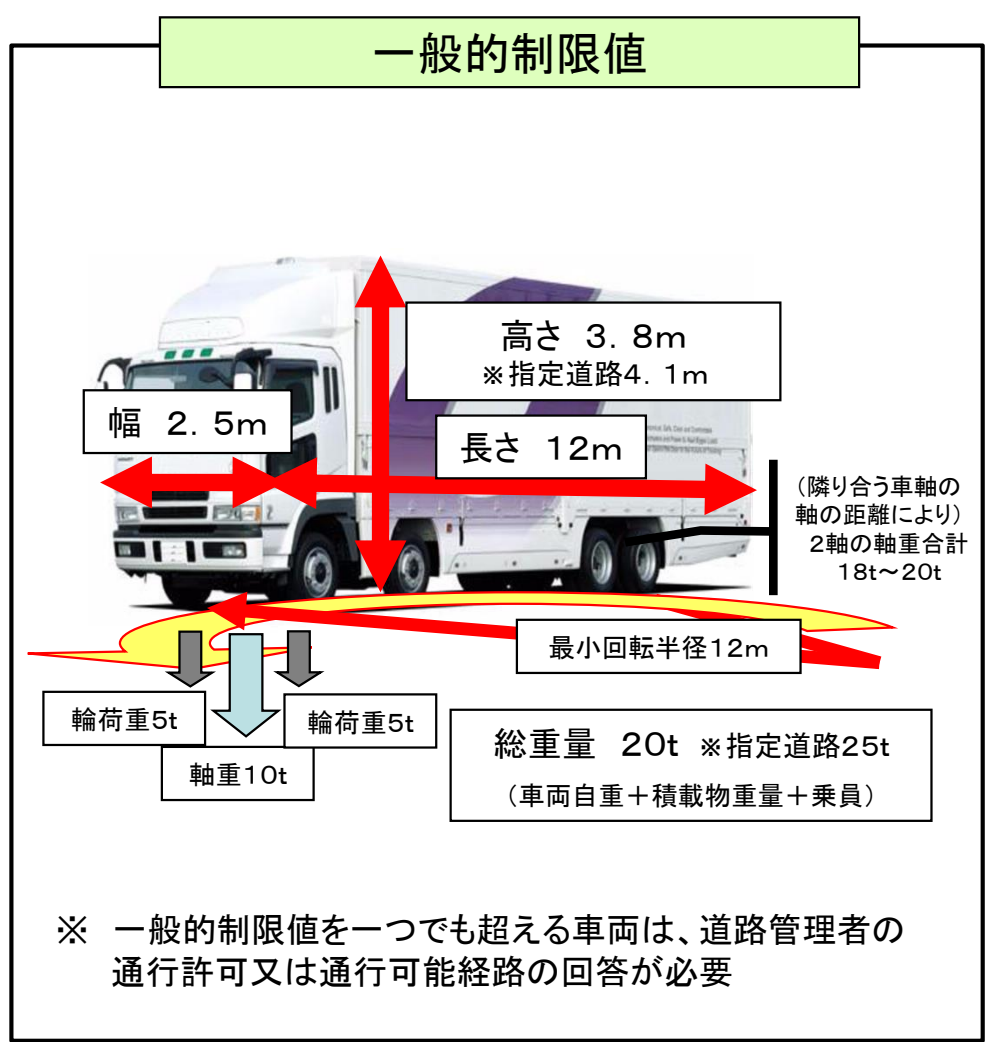 一般的制限値
高さ　3．8m
※指定道路4．1m
幅　2．5m
長さ　12m
（隣り合う車軸の
軸の距離により）
2軸の軸重合計
18t～20t
最小回転半径12m
輪荷重5t
輪荷重5t
軸重10t
総重量　20t　※指定道路25t
（車両自重＋積載物重量＋乗員）
※　一般的制限値を一つでも超える車両は、道路管理者の
通行許可又は通行可能経路の回答が必要